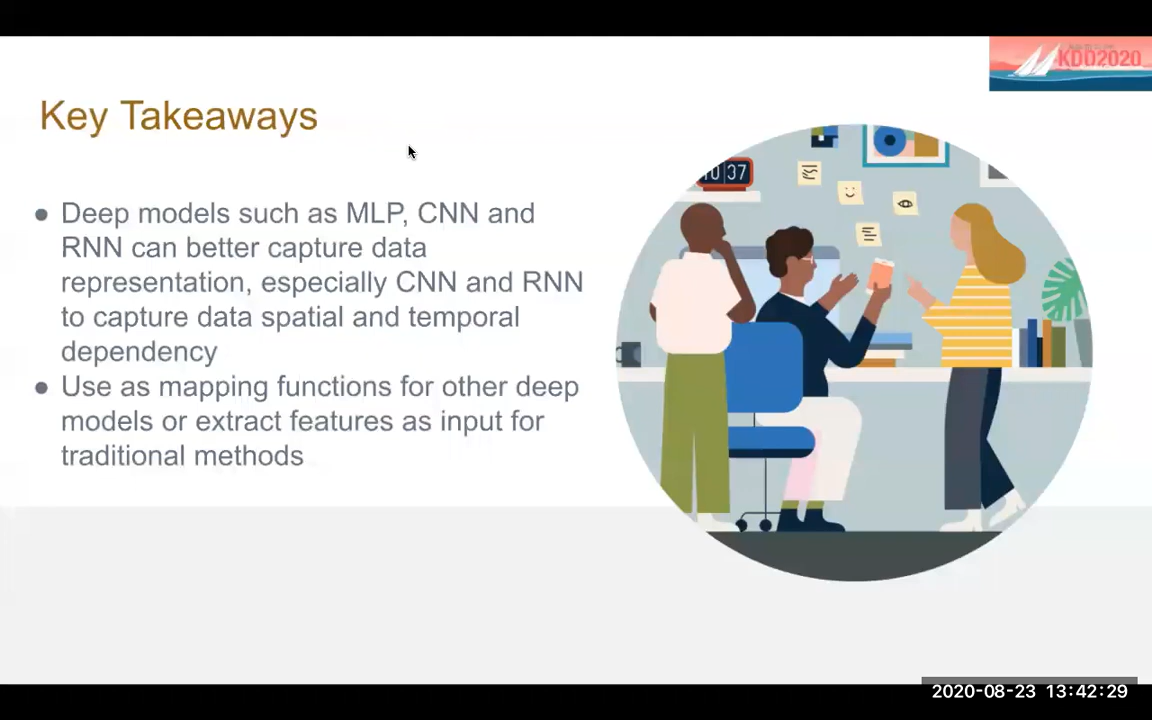 KDD2020
Key Takeaways
10:37
● Deep models such as MLP, CNN and
RNN can better capture data
representation, especially CNN and RNN
to capture data spatial and temporal
dependency
● Use as mapping functions for other deep
models or extract features as input for
traditional methods
2020-08-23 13:42:29